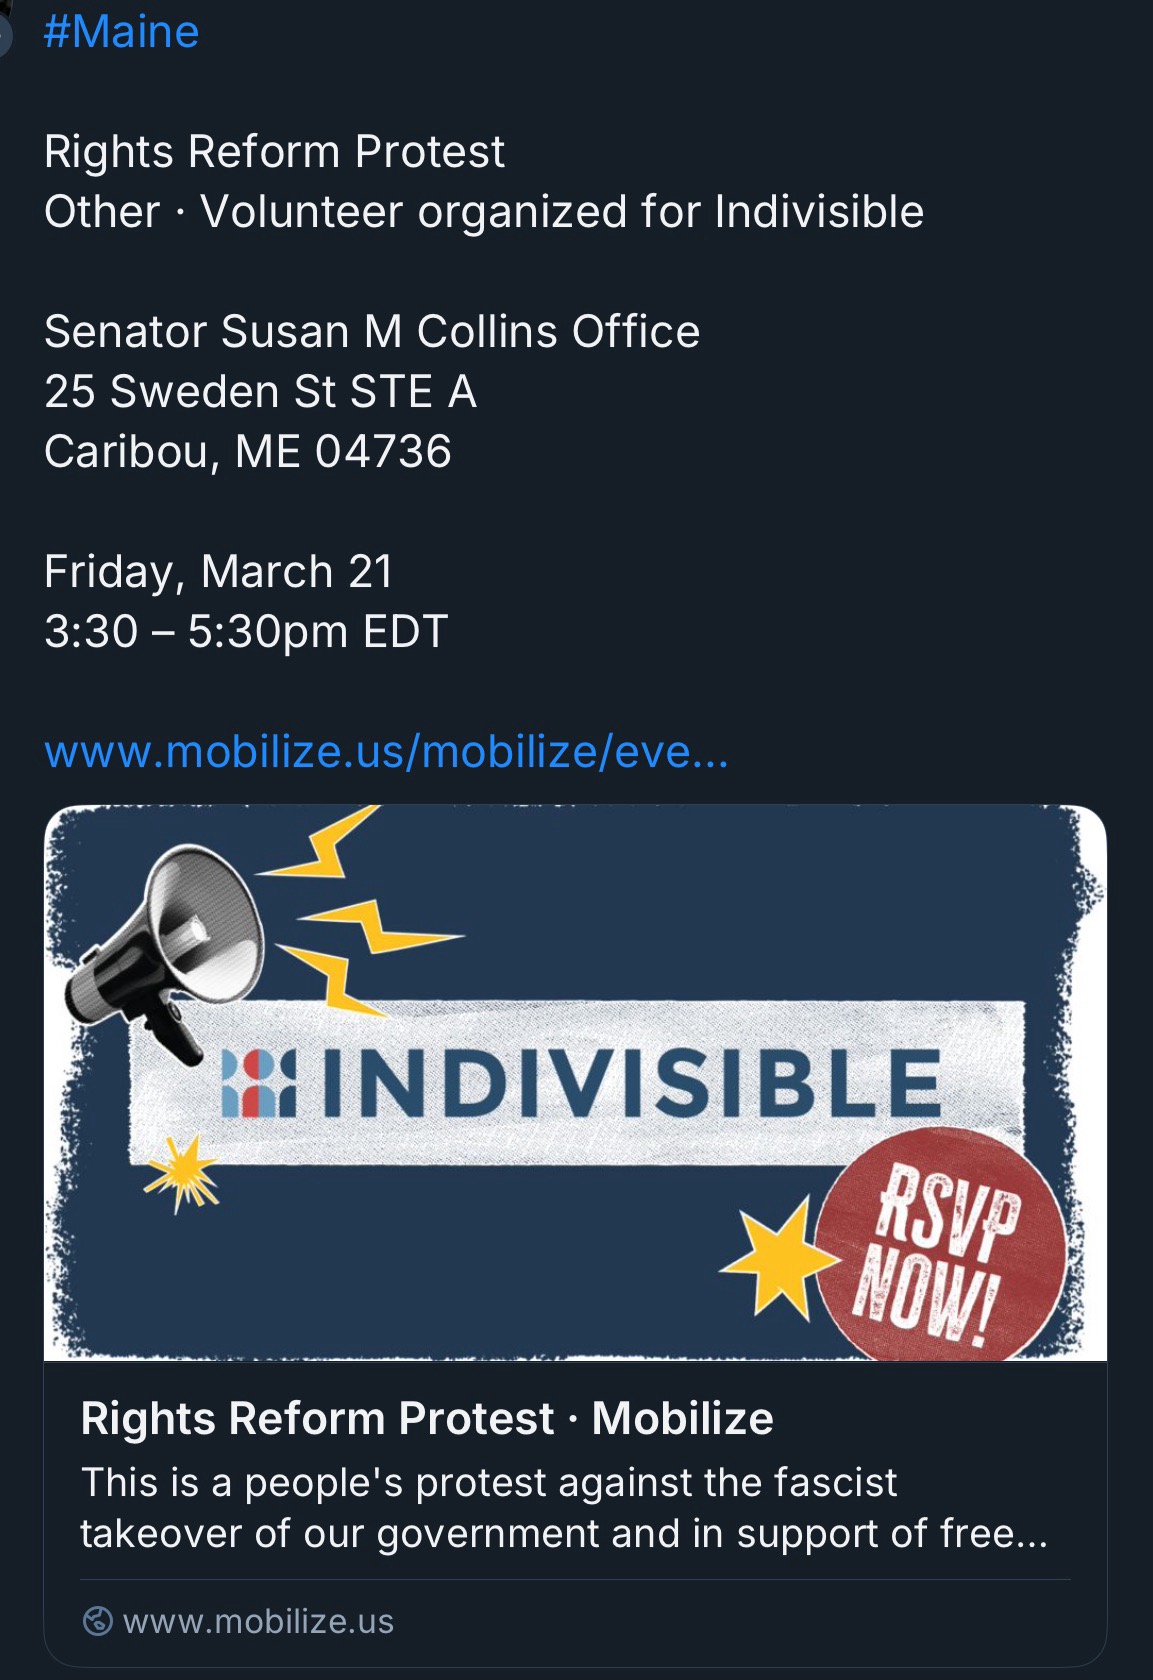 #Maine
Rights Reform Protest
Other · Volunteer organized for Indivisible
Senator Susan M Collins Office
25 Sweden St STE A
Caribou, ME 04736
Friday, March 21
3:30 – 5:30pm EDT
www.mobilize.us/mobilize/eve...
INDIVISIBLE
RSVP
NOW!
Rights Reform Protest · Mobilize
This is a people's protest against the fascist
takeover of our government and in support of free...
www.mobilize.us